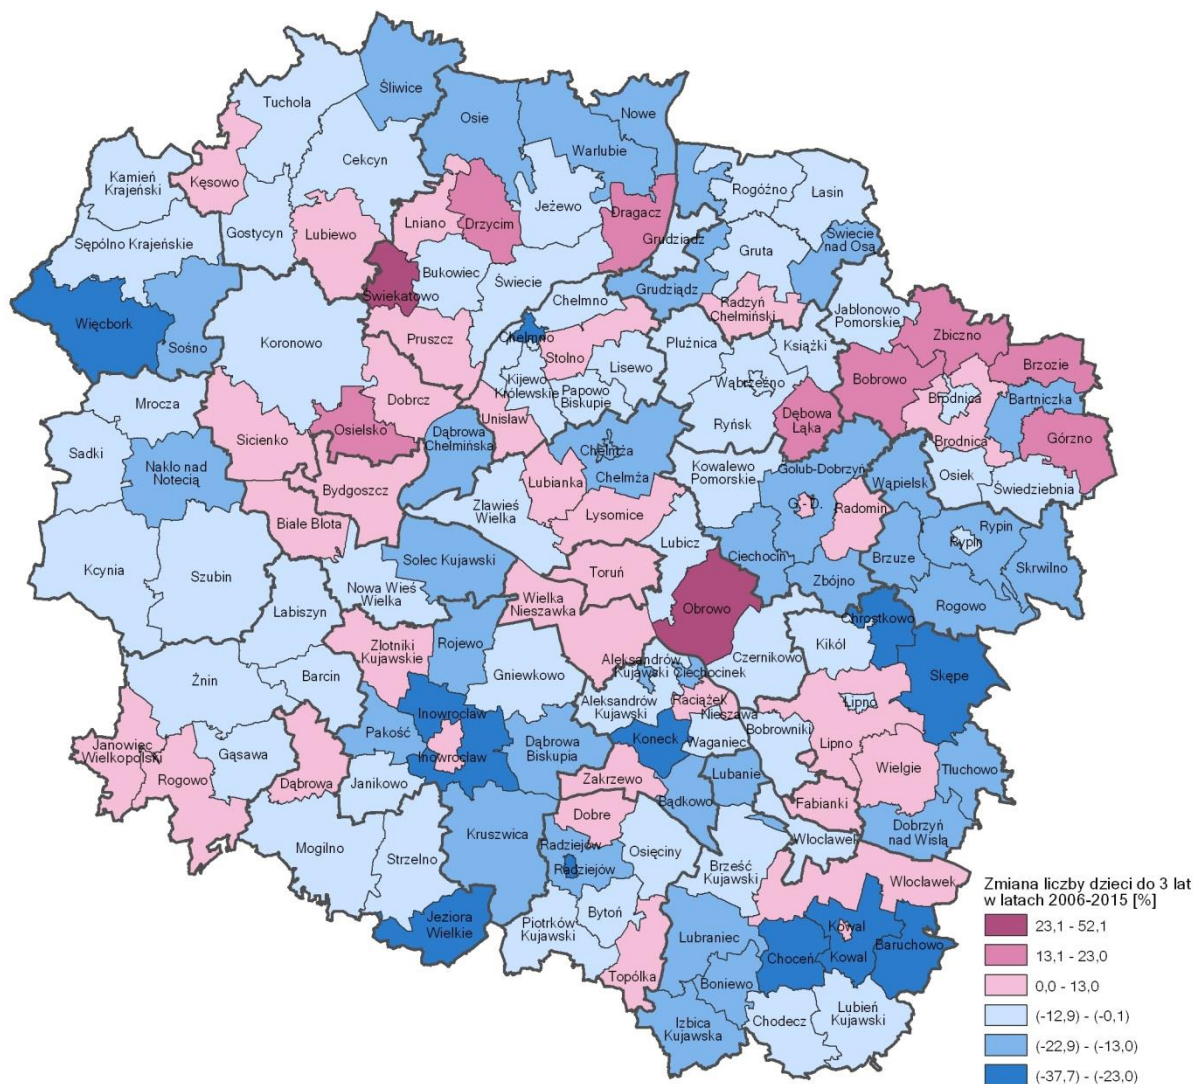 Śliwice
Tuchola
Osie
Nowe
Warlubie
Cekcyn
Kamień
Krajeński
Kęsowo
Rogóźno
Lasin
Jeżewo
Lniano
Drzycim
Dragacz
Gostycyn
Lubiewo
Sępólno Krajeńskie
Grudziądz
Gruta
Świecie
nad Osą
Bukowiec
Świecie
Świekatowo
Grudziądz
Chełmno
Radzyń
Chełmiński
Jabłonowo
Pomorskie
Więcbork
Sośno
Koronowo
Pruszcz
Chełmno
Stolno
Płużnica
Książki
Zbiczno
Brzozie
Bobrowo
Kijewo
Królewskie
Lisewo
Papowo
Biskupie
Wąbrzeźno
Brodnica
Bartniczka
Mrocza
Dobrcz
Unisław
Dębowa
Łąka
Sicienko
Osielsko
Dąbrowa
Chełmińska
Ryńsk
Brodnica
Górzno
Sadki
Nakło nad
Notecią
Chełmża
Chełmża
Kowalewo
Pomorskie
Golub-Dobrzyń
Wąpielsk
Osiek
Świedziebnia
Bydgoszcz
Lubianka
Zławieś
Wielka
Łysomice
G. - D.
Radomin
Białe Błota
Lubicz
Rypin
Rypin
Solec Kujawski
Ciechocin
Brzuze
Skrwilno
Kcynia
Szubin
Nowa Wieś
Wielka
Toruń
Zbójno
Labiszyn
Wielka
Nieszawka
Obrowo
Rogowo
Chrostkowo
Złotniki
Kujawskie
Rojewo
Kikół
Żnin
Barcin
Gniewkowo
Aleksandrów
Kujawski
Ciechocinek
Czernikowo
Skępe
Aleksandrów
Kujawski
Raciążek
Nieszawa
Lipno
Inowrocław
Pakość
Inowrocław
Dąbrowa
Biskupia
Koneck
Waganiec
Bobrowniki
Lipno
Janowiec
Wielkopolski
Rogowo
Gąsawa
Dąbrowa
Janikowo
Zakrzewo
Lubanie
Wielgie
Tłuchowo
Bądkowo
Fabianki
Dobre
Dobrzyń
nad Wisłą
Kruszwica
Mogilno
Strzelno
Radziejów
Radziejów
Osięciny
Włocławek
Brześć
Kujawski
Włocławek
Jeziora
Wielkie
Piotrków
Kujawski
Bytoń
Lubraniec
Kowal
Kowal
Baruchowo
Choceń
Topólka
Boniewo
Izbica
Kujawska
Chodecz
Lubień
Kujawski
Zmiana liczby dzieci do 3 lat
w latach 2006-2015 [%]
23,1 - 52,1
13,1 - 23,0
0,0 - 13,0
(-12,9) - (-0,1)
(-22,9) - (-13,0)
(-37,7) - (-23,0)